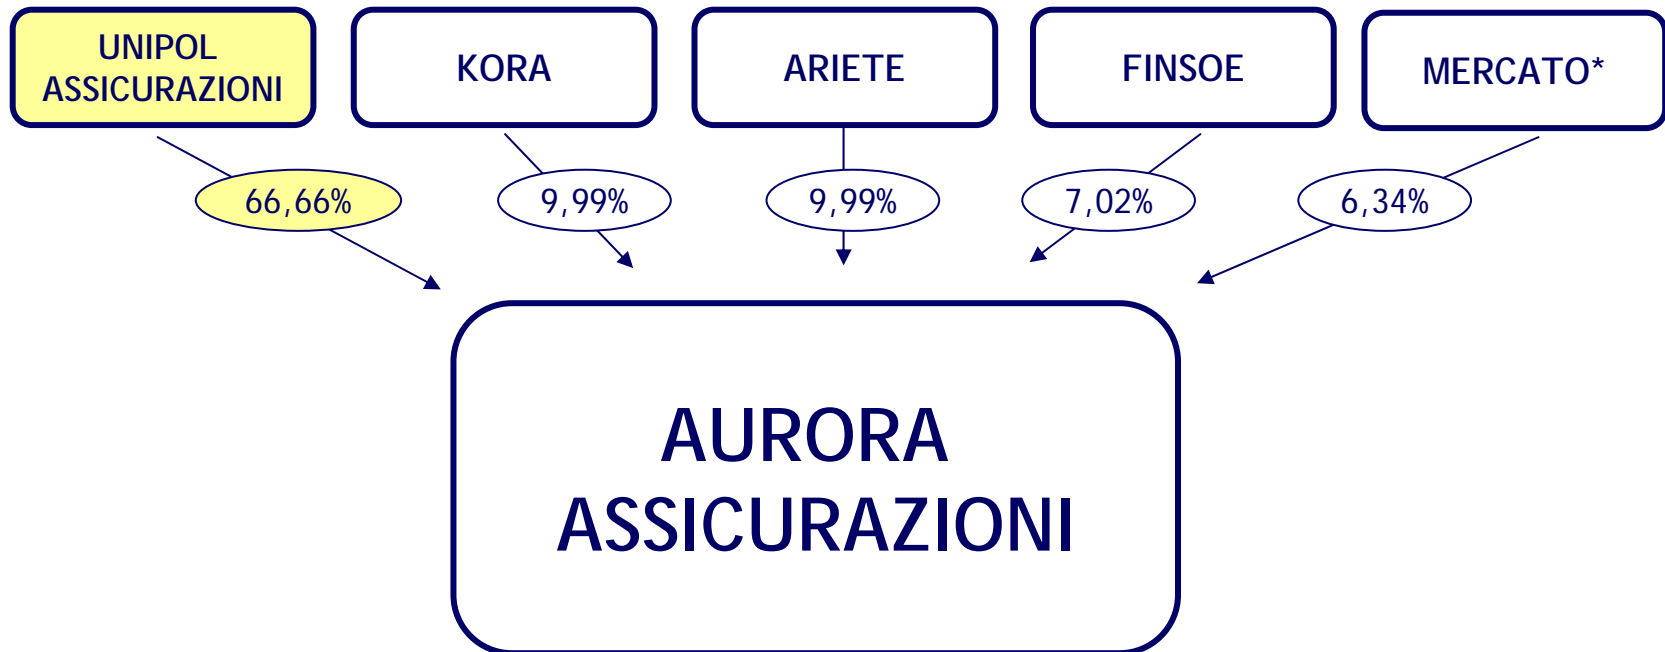 UNIPOL
ASSICURAZIONI
KORA
ARIETE
FINSOE
MERCATO*
66,66%
9,99%
9,99%
7,02%
6,34%
AURORA
ASSICURAZIONI